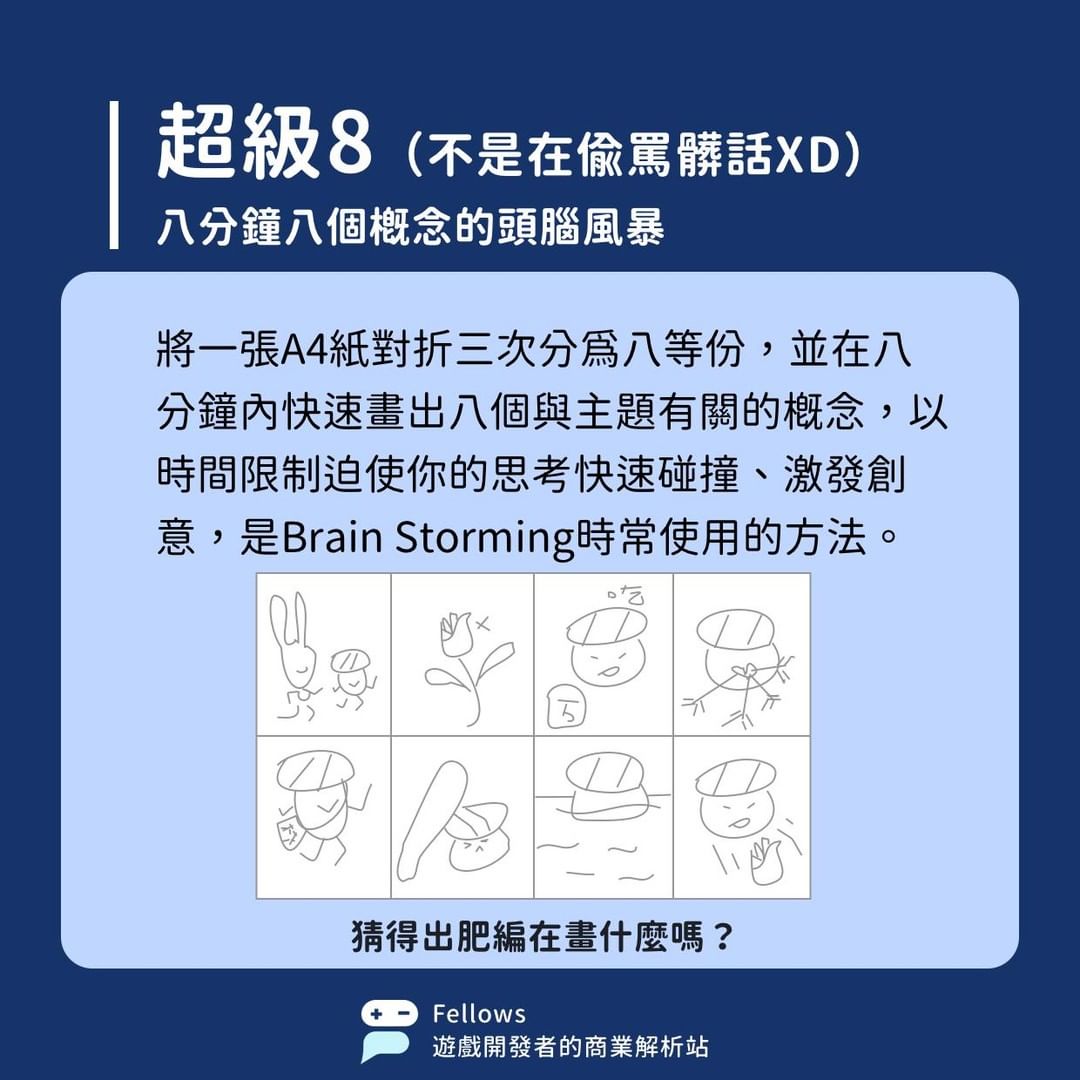 超級8（不是在偷罵髒話XD）
八分鐘八個概念的頭腦風暴
將一張A4紙對折三次分為八等份，並在八
分鐘內快速畫出八個與主題有關的概念，以
時間限制迫使你的思考快速碰撞、激發創
意，是Brain Storming時常使用的方法。
吃
猜得出肥編在畫什麼嗎？
Fellows
遊戲開發者的商業解析站